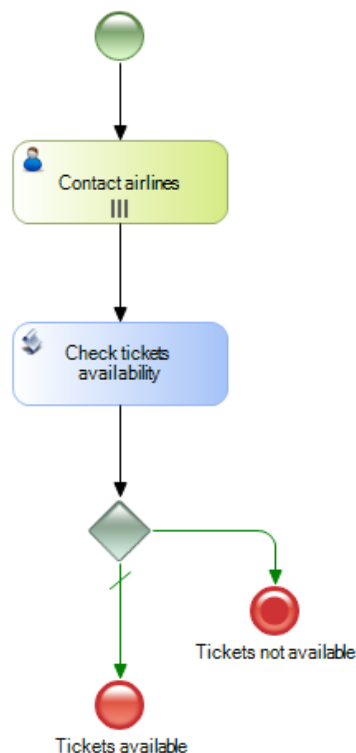 Contact airlines
Check tickets
availability
Tickets not available
Tickets available